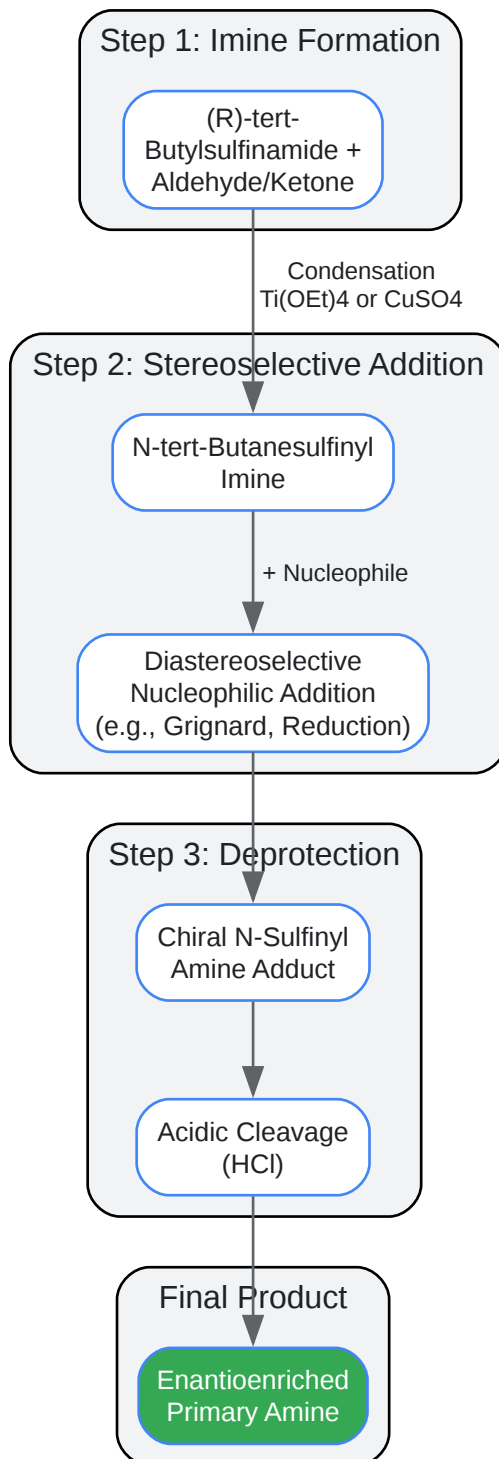 Step 1: Imine Formation
(R)-tert-
Butylsulfinamide +
Aldehyde/Ketone
Condensation
Ti(OEt)4 or CuSO4
Step 2: Stereoselective Addition
N-tert-Butanesulfinyl
Imine
+ Nucleophile
Diastereoselective
Nucleophilic Addition
(e.g., Grignard, Reduction)
Step 3: Deprotection
Chiral N-Sulfinyl
Amine Adduct
Acidic Cleavage
(HCl)
Final Product
Enantioenriched
Primary Amine